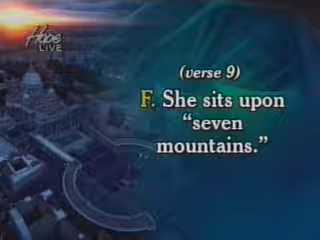 Hope
LIVE
(verse 9)
F. She sits upon
“seven
mountains.”